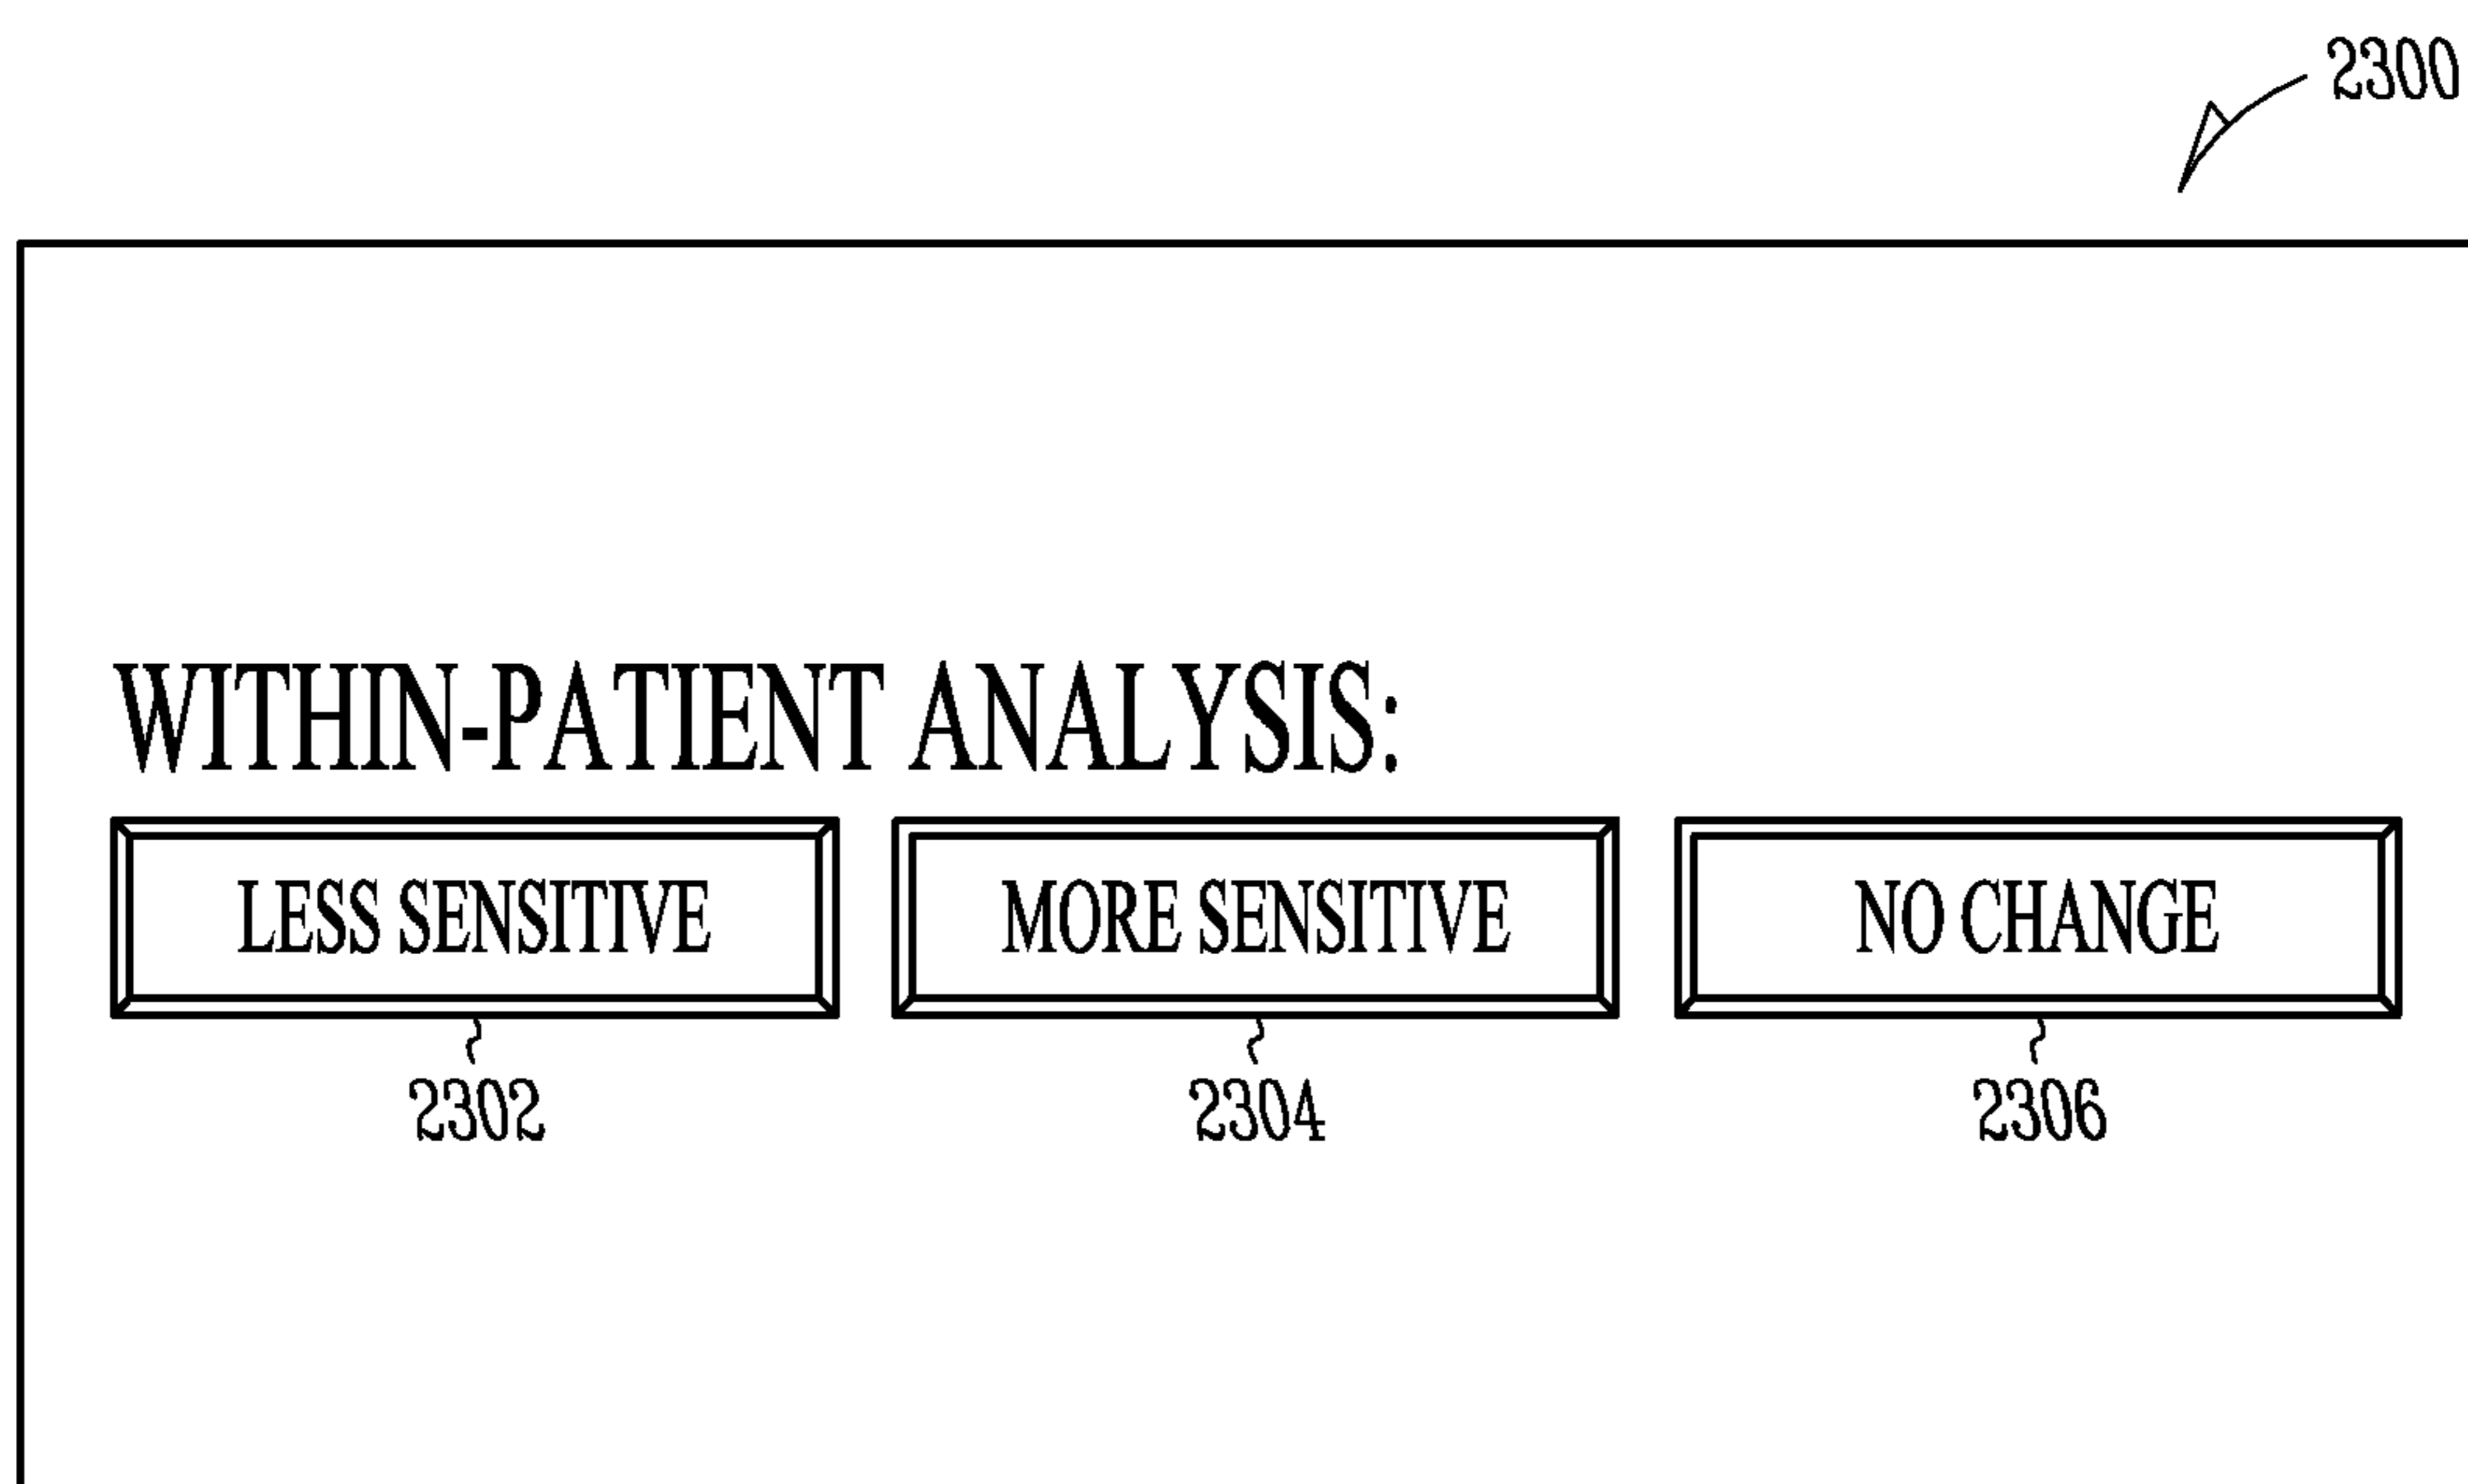 2300
WITHIN-PATIENT ANALYSIS:
LESS SENSITIVE
MORE SENSITIVE
NO CHANGE
2302
2304
2306